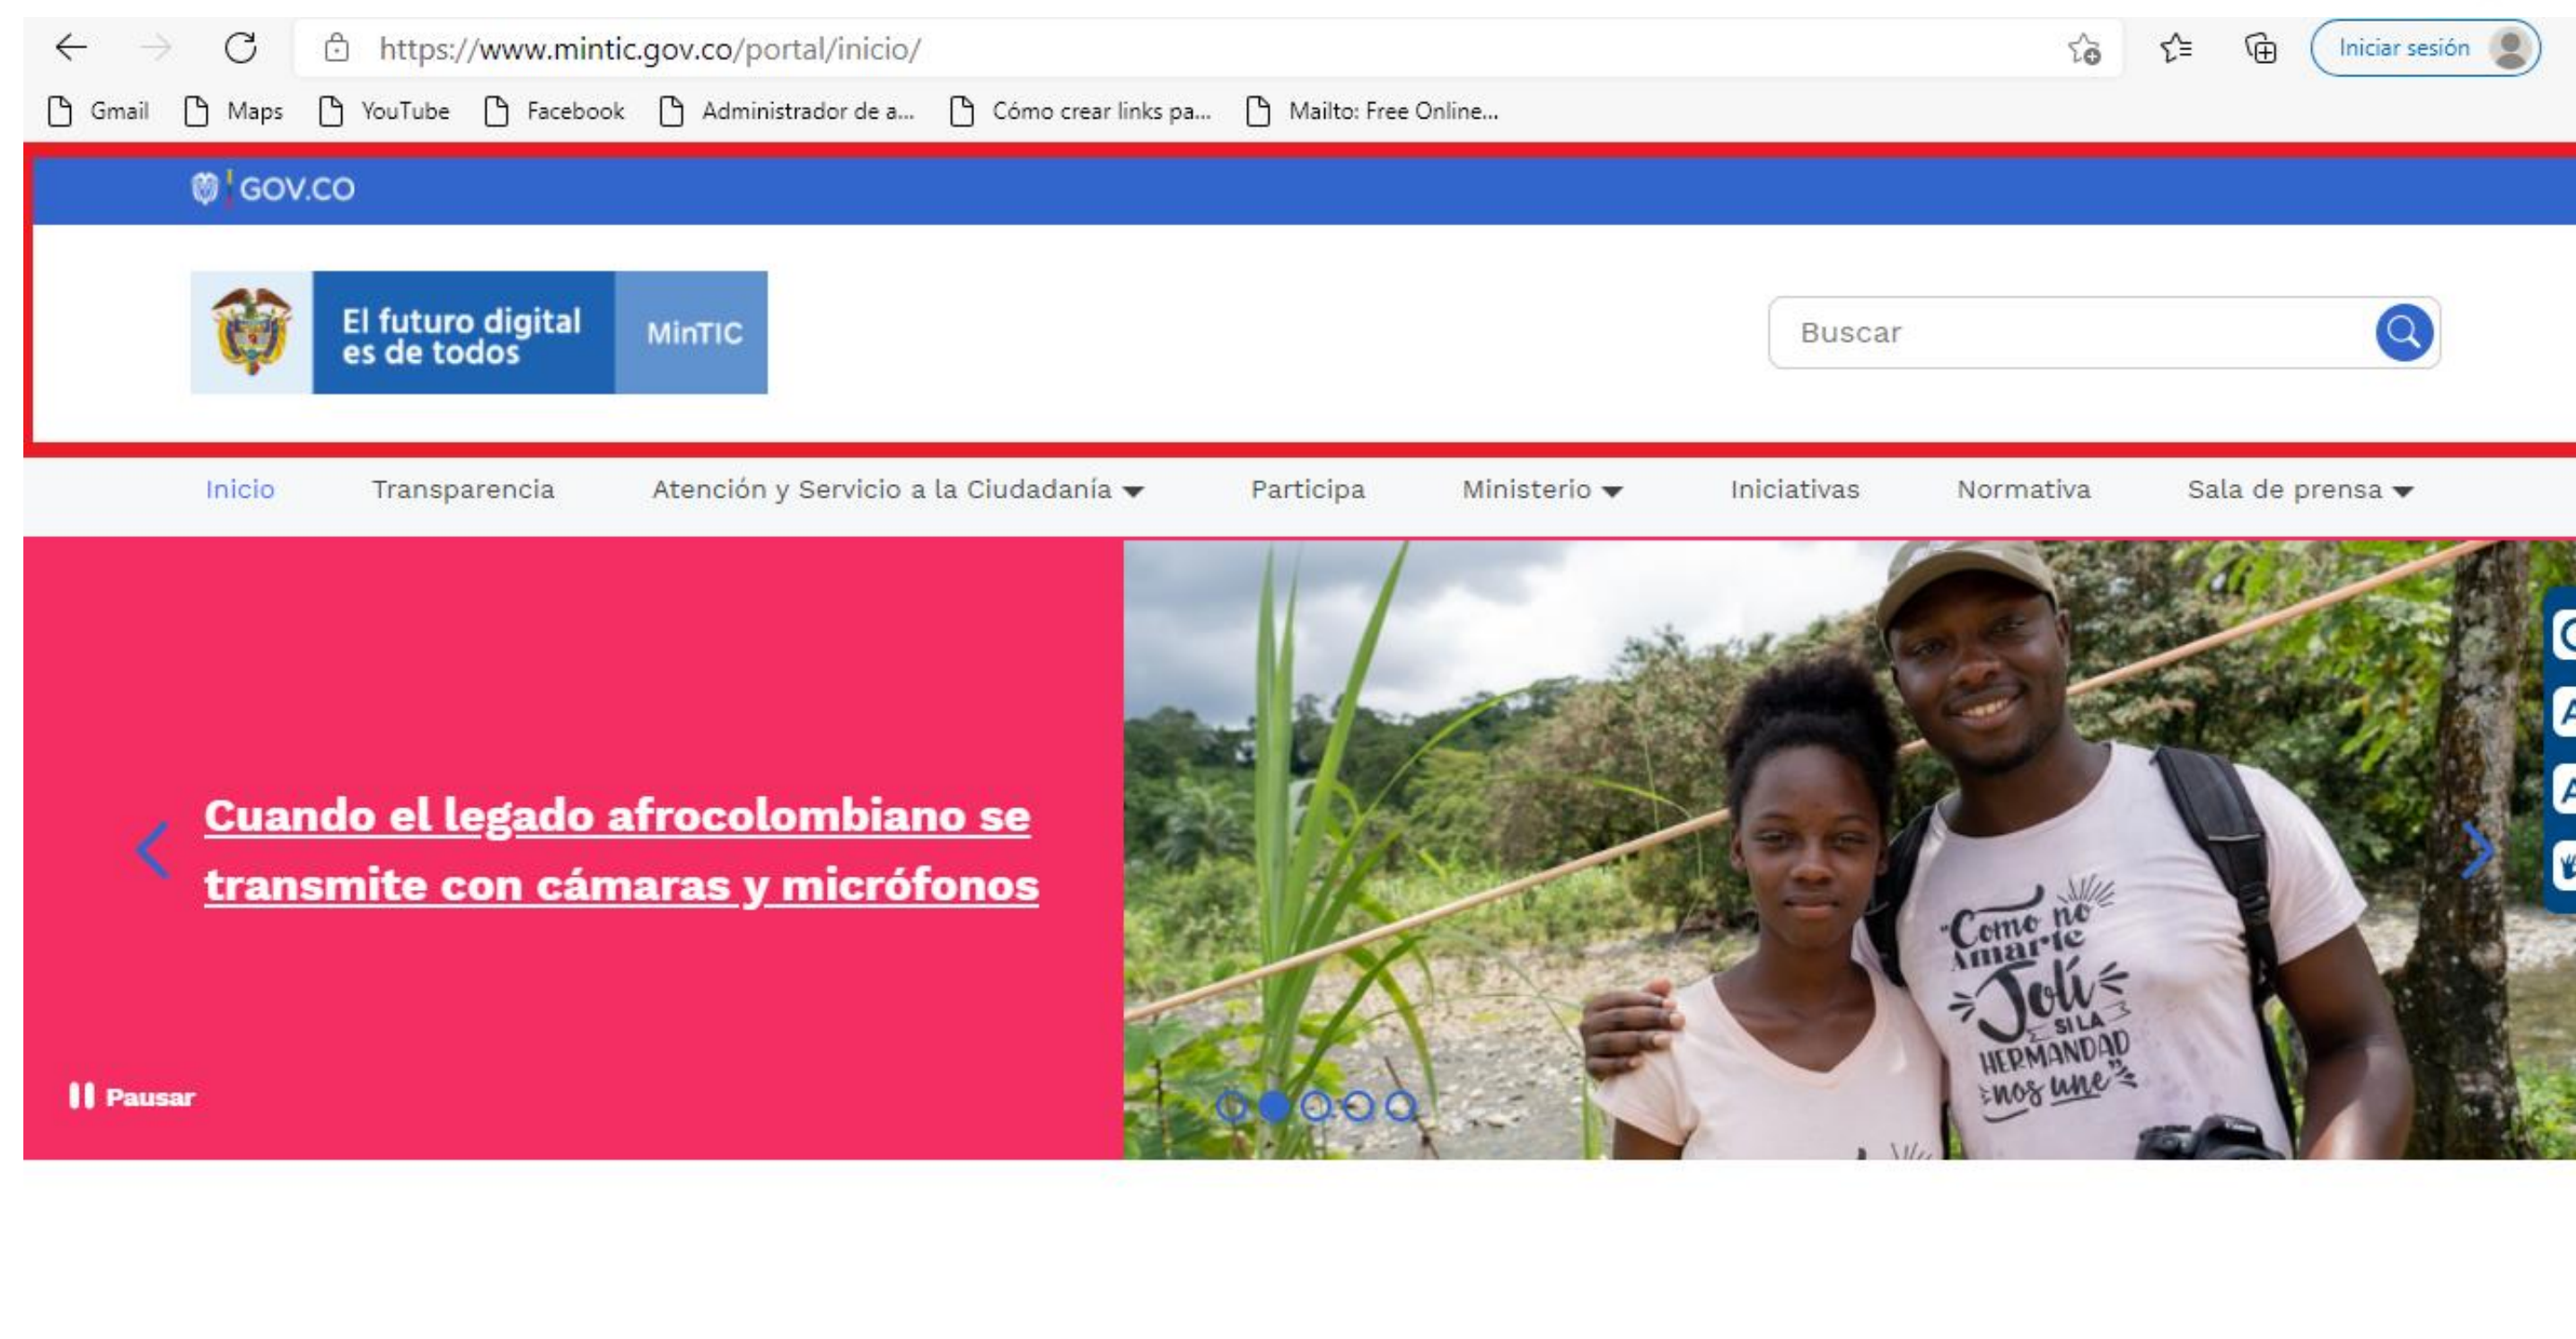 https://www.mintic.gov.co/portal/inicio/
Iniciar sesión
Gmail Maps YouTube Facebook Administrador de a... Cómo crear links pa... Mailto: Free Online...
GOV.CO
El futuro digital
es de todos
MinTIC
Buscar
Inicio Transparencia Atención y Servicio a la Ciudadanía Participa Ministerio Iniciativas Normativa Sala de prensa
Cuando el legado afrocolombiano se
transmite con cámaras y micrófonos
"Como no
Amarte
Jolí
SI LA
HERMANDAD
nos une"
Pausar